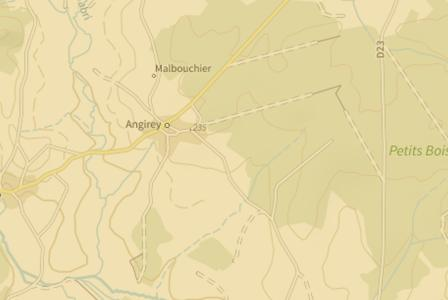 Malbouchier
D23
Angirey
235
Petits Bois